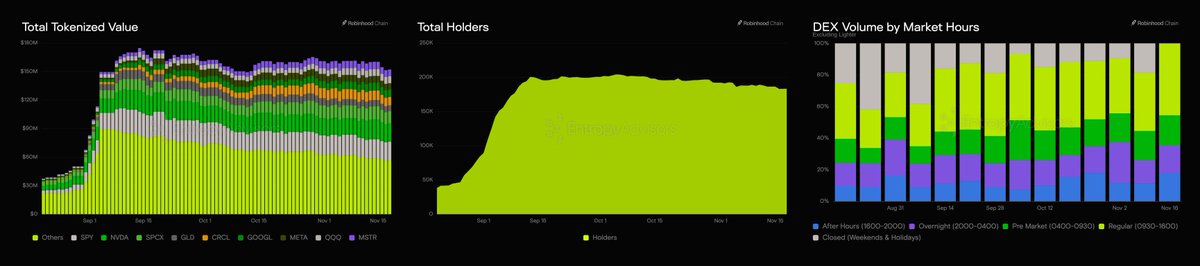 Total Tokenized Value
Robinhood Chain
$180M
$150M
$120M
$90M
$60M
$30M
$0
Sep 1
Sep 15
Oct 1
Oct 15
Nov 1
Nov 15
Others
SPY
NVDA
SPCX
GLD
CRCL
GOOGL
META
QQQ
MSTR
Total Holders
Robinhood Chain
250K
200K
150K
100K
50K
0
EntropyAdvisors
Sep 1
Sep 15
Oct 1
Oct 15
Nov 1
Nov 15
Holders
DEX Volume by Market Hours
Excluding Lighter
Robinhood Chain
100%
80%
60%
40%
20%
0%
Aug 31
Sep 14
Sep 28
Oct 12
Nov 2
Nov 16
After Hours (1600-2000)
Overnight (2000-0400)
Pre Market (0400-0930)
Regular (0930-1600)
Closed (Weekends & Holidays)